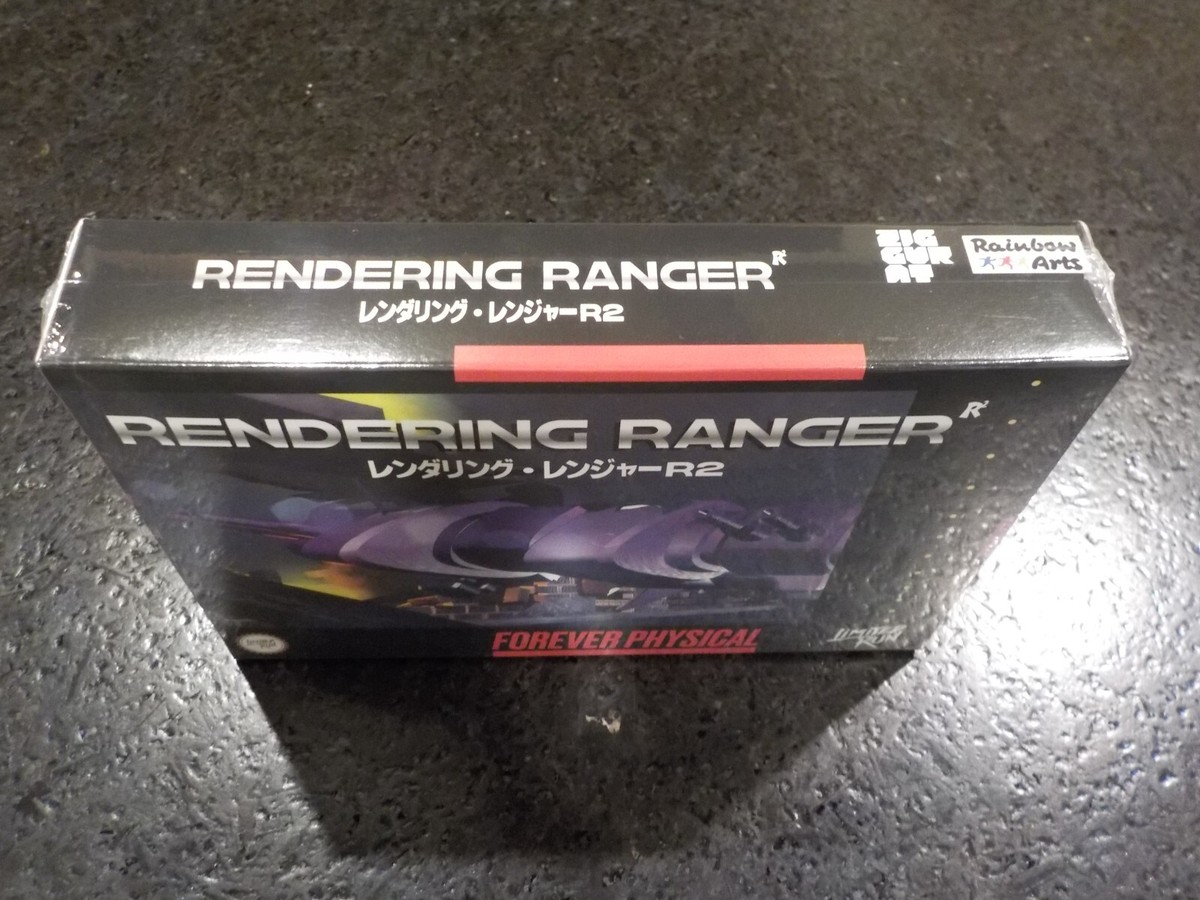 RENDERING RANGER R²
レンダリング・レンジャーR2
ZIG
GUR
AT
Rainbow
Arts
RENDERING RANGER R²
レンダリング・レンジャーR2
FOREVER PHYSICAL
LIMITED
RUN